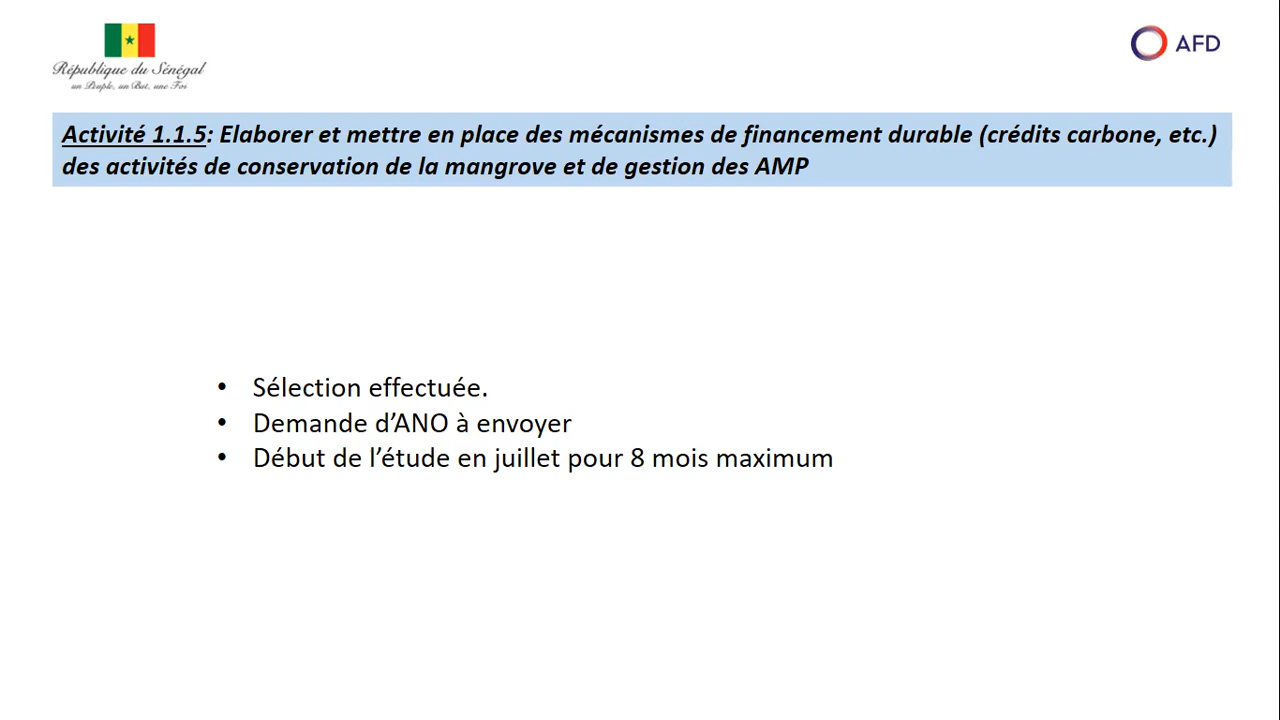 République du Sénégal
un Peuple, un But, une Foi
AFD
Activité 1.1.5: Elaborer et mettre en place des mécanismes de financement durable (crédits carbone, etc.)
des activités de conservation de la mangrove et de gestion des AMP
• Sélection effectuée.
• Demande d’ANO à envoyer
• Début de l’étude en juillet pour 8 mois maximum